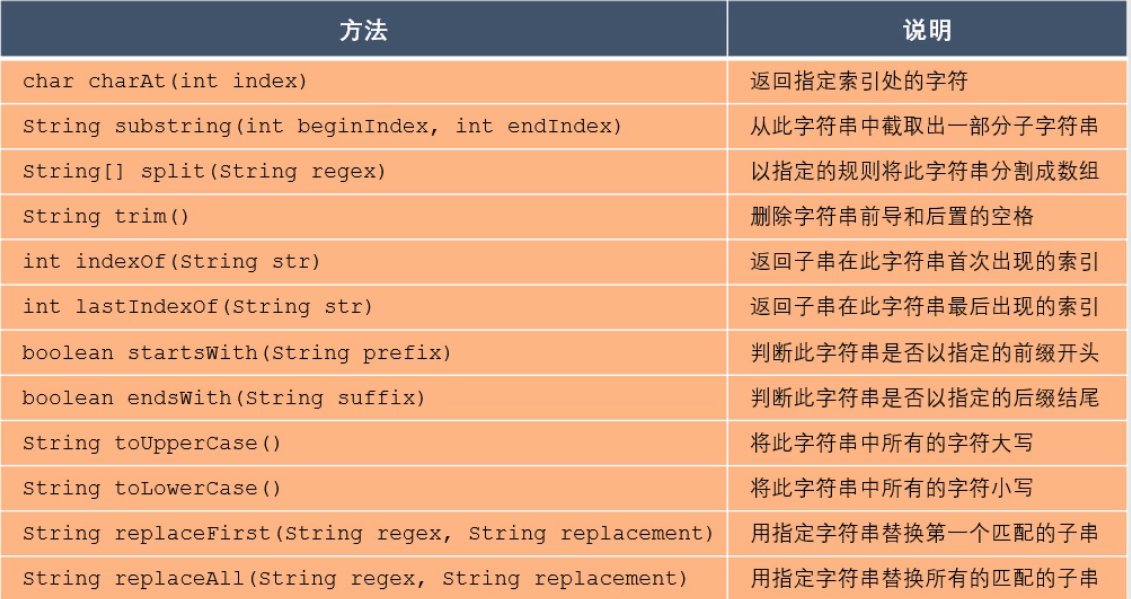 方法 说明
char charAt(int index) 返回指定索引处的字符
String substring(int beginIndex, int endIndex) 从此字符串中截取出一部分子字符串
String[] split(String regex) 以指定的规则将此字符串分割成数组
String trim() 删除字符串前导和后置的空格
int indexOf(String str) 返回子串在此字符串首次出现的索引
int lastIndexOf(String str) 返回子串在此字符串最后出现的索引
boolean startsWith(String prefix) 判断此字符串是否以指定的前缀开头
boolean endsWith(String suffix) 判断此字符串是否以指定的后缀结尾
String toUpperCase() 将此字符串中所有的字符大写
String toLowerCase() 将此字符串中所有的字符小写
String replaceFirst(String regex, String replacement) 用指定字符串替换第一个匹配的子串
String replaceAll(String regex, String replacement) 用指定字符串替换所有的匹配的子串